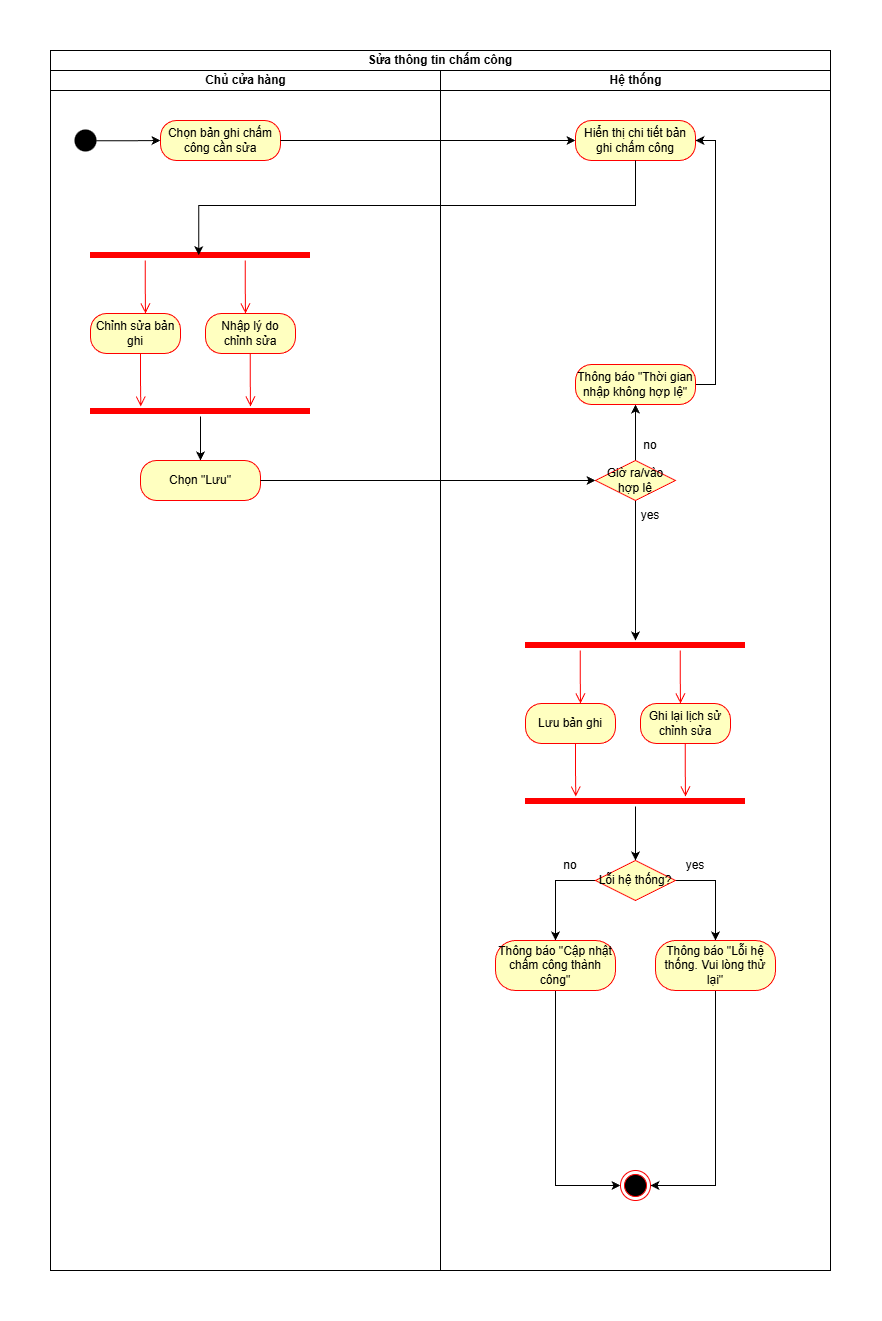 Sửa thông tin chấm công
Chủ cửa hàng
Hệ thống
Chọn bản ghi chấm
công cần sửa
Hiển thị chi tiết bản
ghi chấm công
Chỉnh sửa bản
ghi
Nhập lý do
chỉnh sửa
Thông báo "Thời gian
nhập không hợp lệ"
no
Chọn "Lưu"
Giờ ra/vào
hợp lệ
yes
Lưu bản ghi
Ghi lại lịch sử
chỉnh sửa
no
yes
Lỗi hệ thống?
Thông báo "Cập nhật
chấm công thành
công"
Thông báo "Lỗi hệ
thống. Vui lòng thử
lại"